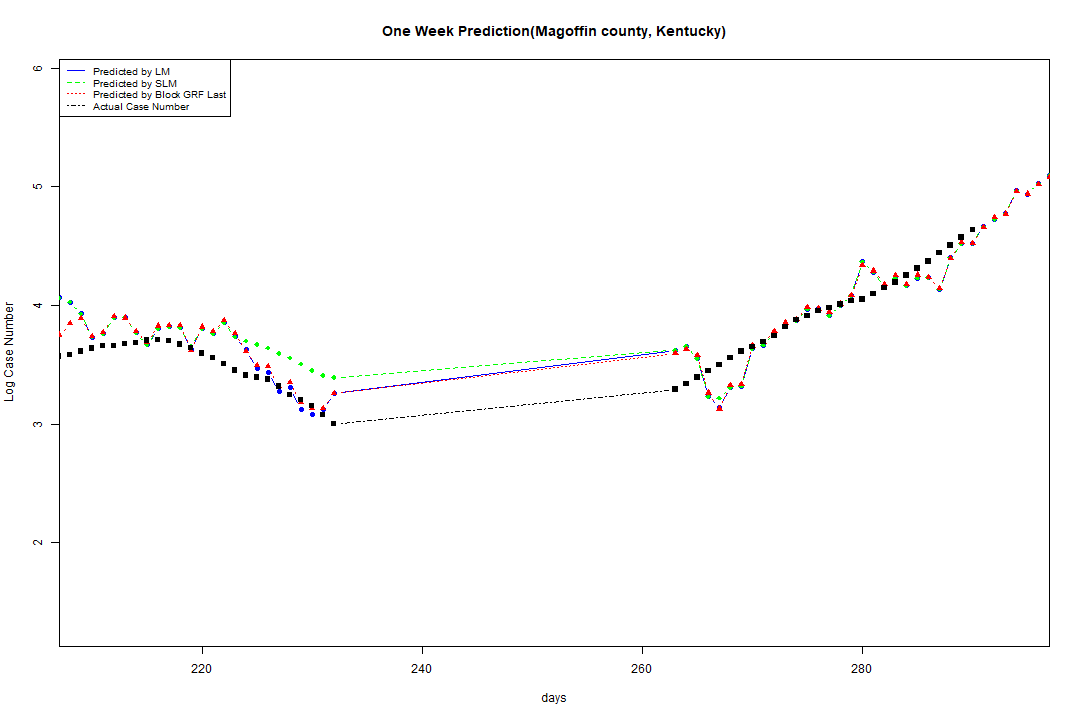 One Week Prediction(Magoffin county, Kentucky)
6
Predicted by LM
Predicted by SLM
Predicted by Block GRF Last
Actual Case Number
5
4
3
2
Log Case Number
220 240 260 280
days